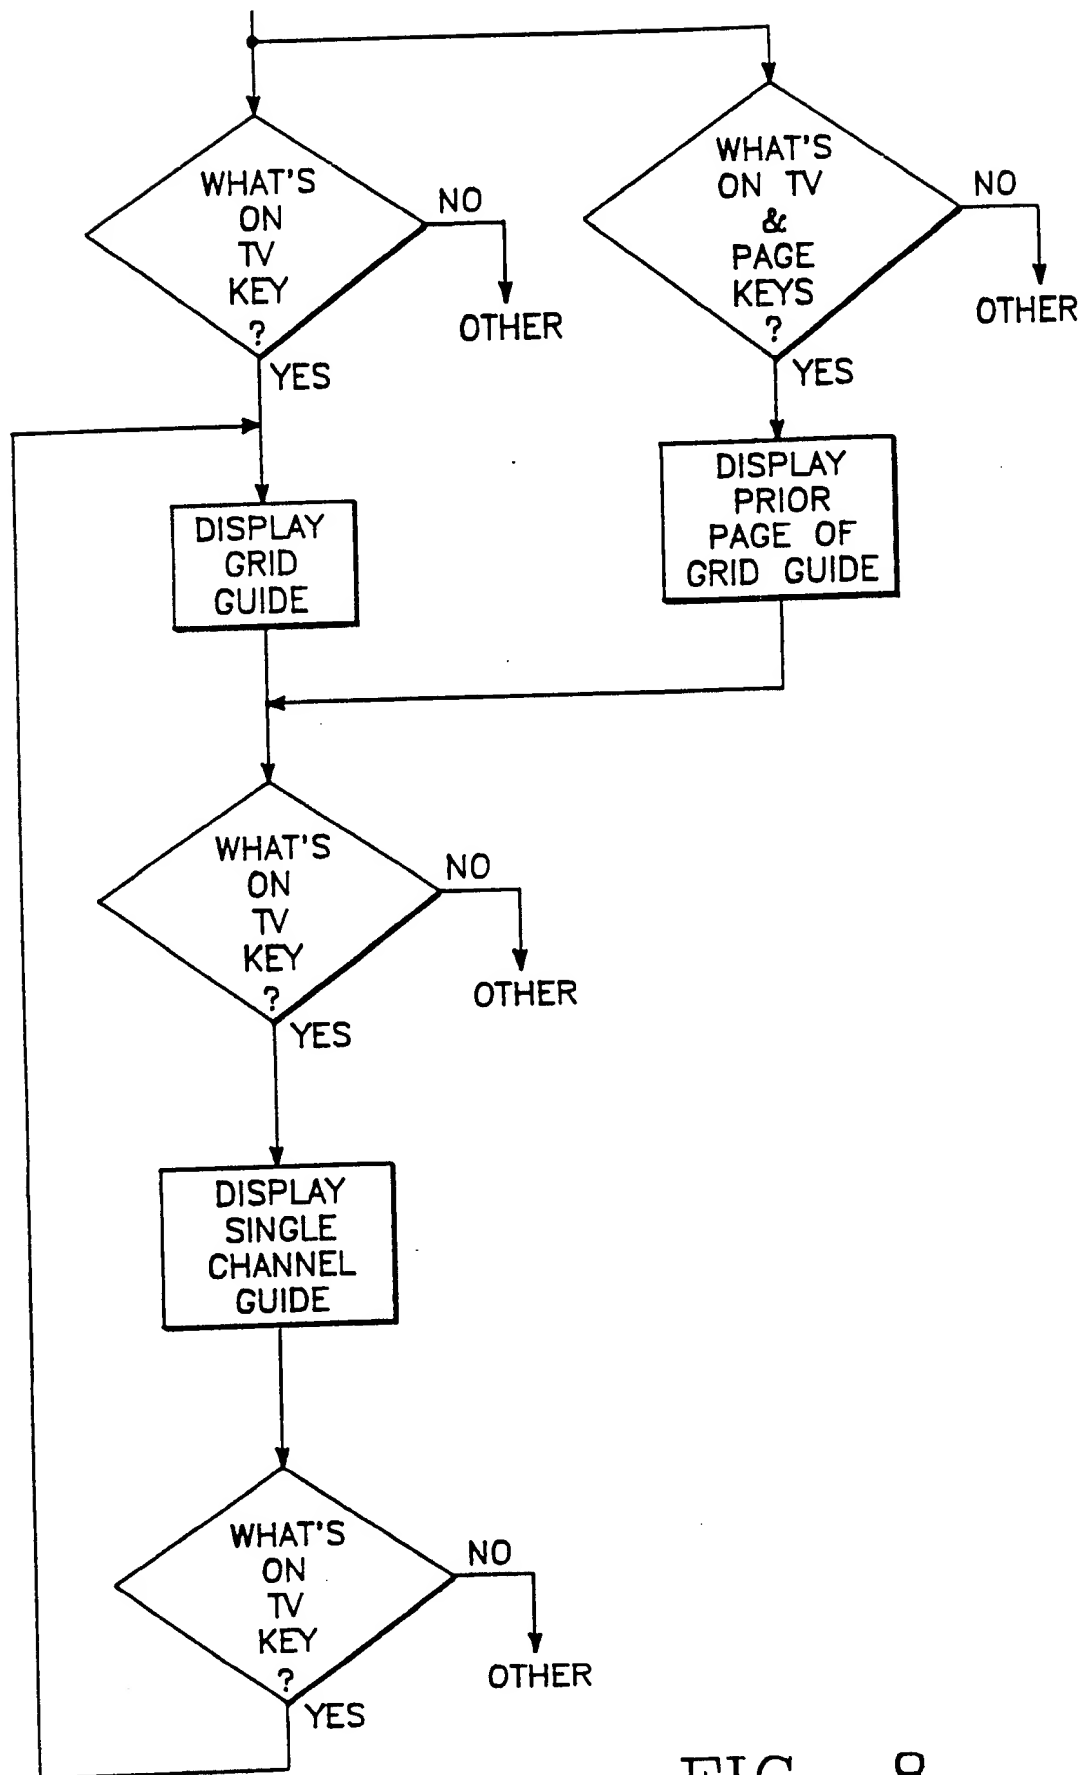 WHAT'S
ON
TV
KEY
?
NO
OTHER
YES
WHAT'S
ON TV
&
PAGE
KEYS
?
NO
OTHER
YES
DISPLAY
GRID
GUIDE
DISPLAY
PRIOR
PAGE OF
GRID GUIDE
WHAT'S
ON
TV
KEY
?
NO
OTHER
YES
DISPLAY
SINGLE
CHANNEL
GUIDE
WHAT'S
ON
TV
KEY
?
NO
OTHER
YES
FIG. 8